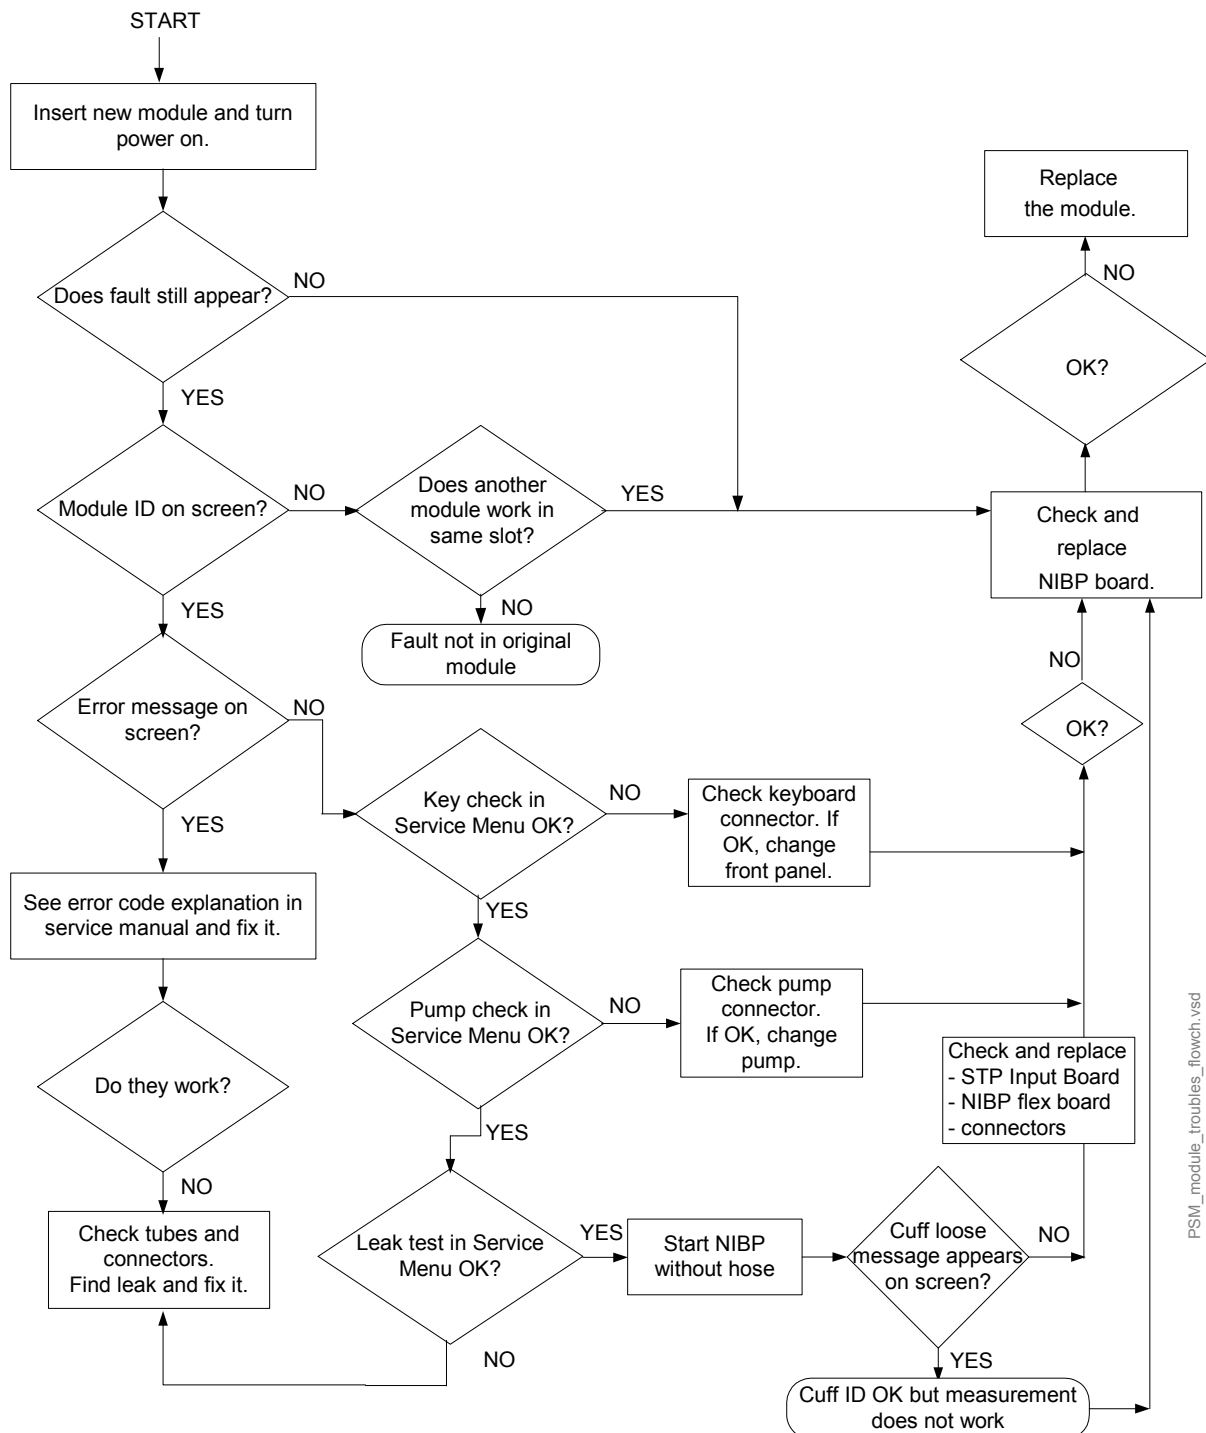 START
Insert new module and turn
power on.
Replace
the module.
NO
Does fault still appear?
NO
OK?
YES
Module ID on screen?
NO
Does another
module work in
same slot?
YES
Check and
replace
NIBP board.
YES
NO
Fault not in original
module
NO
Error message on
screen?
NO
OK?
Key check in
Service Menu OK?
NO
Check keyboard
connector. If
OK, change
front panel.
YES
See error code explanation in
service manual and fix it.
YES
Pump check in
Service Menu OK?
NO
Check pump
connector.
If OK, change
pump.
Check and replace
- STP Input Board
- NIBP flex board
- connectors
Do they work?
YES
NO
Check tubes and
connectors.
Find leak and fix it.
Leak test in Service
Menu OK?
YES
Start NIBP
without hose
Cuff loose
message appears
on screen?
NO
NO
YES
Cuff ID OK but measurement
does not work
PSM_module_troubles_flowch.vsd